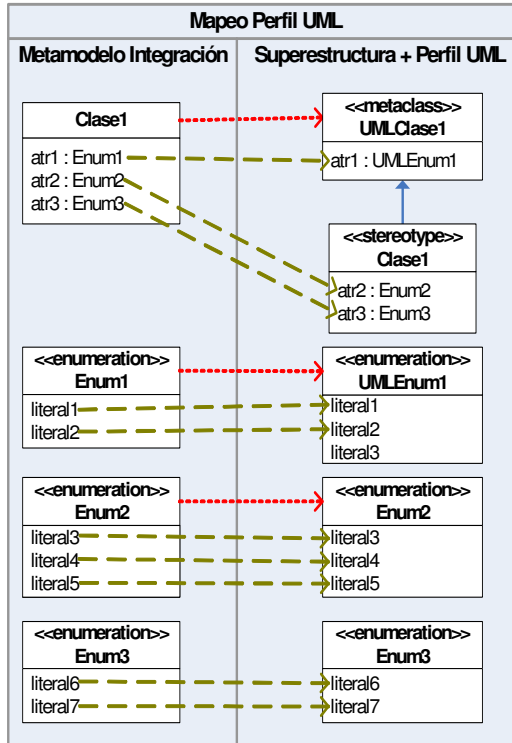 Mapeo Perfil UML
Metamodelo Integración
Superestructura + Perfil UML
Clase1
atr1 : Enum1
atr2 : Enum2
atr3 : Enum3
<<metaclass>>
UMLClase1
atr1 : UMLEnum1
<<stereotype>>
Clase1
atr2 : Enum2
atr3 : Enum3
<<enumeration>>
Enum1
literal1
literal2
<<enumeration>>
UMLEnum1
literal1
literal2
literal3
<<enumeration>>
Enum2
literal3
literal4
literal5
<<enumeration>>
Enum2
literal3
literal4
literal5
<<enumeration>>
Enum3
literal6
literal7
<<enumeration>>
Enum3
literal6
literal7